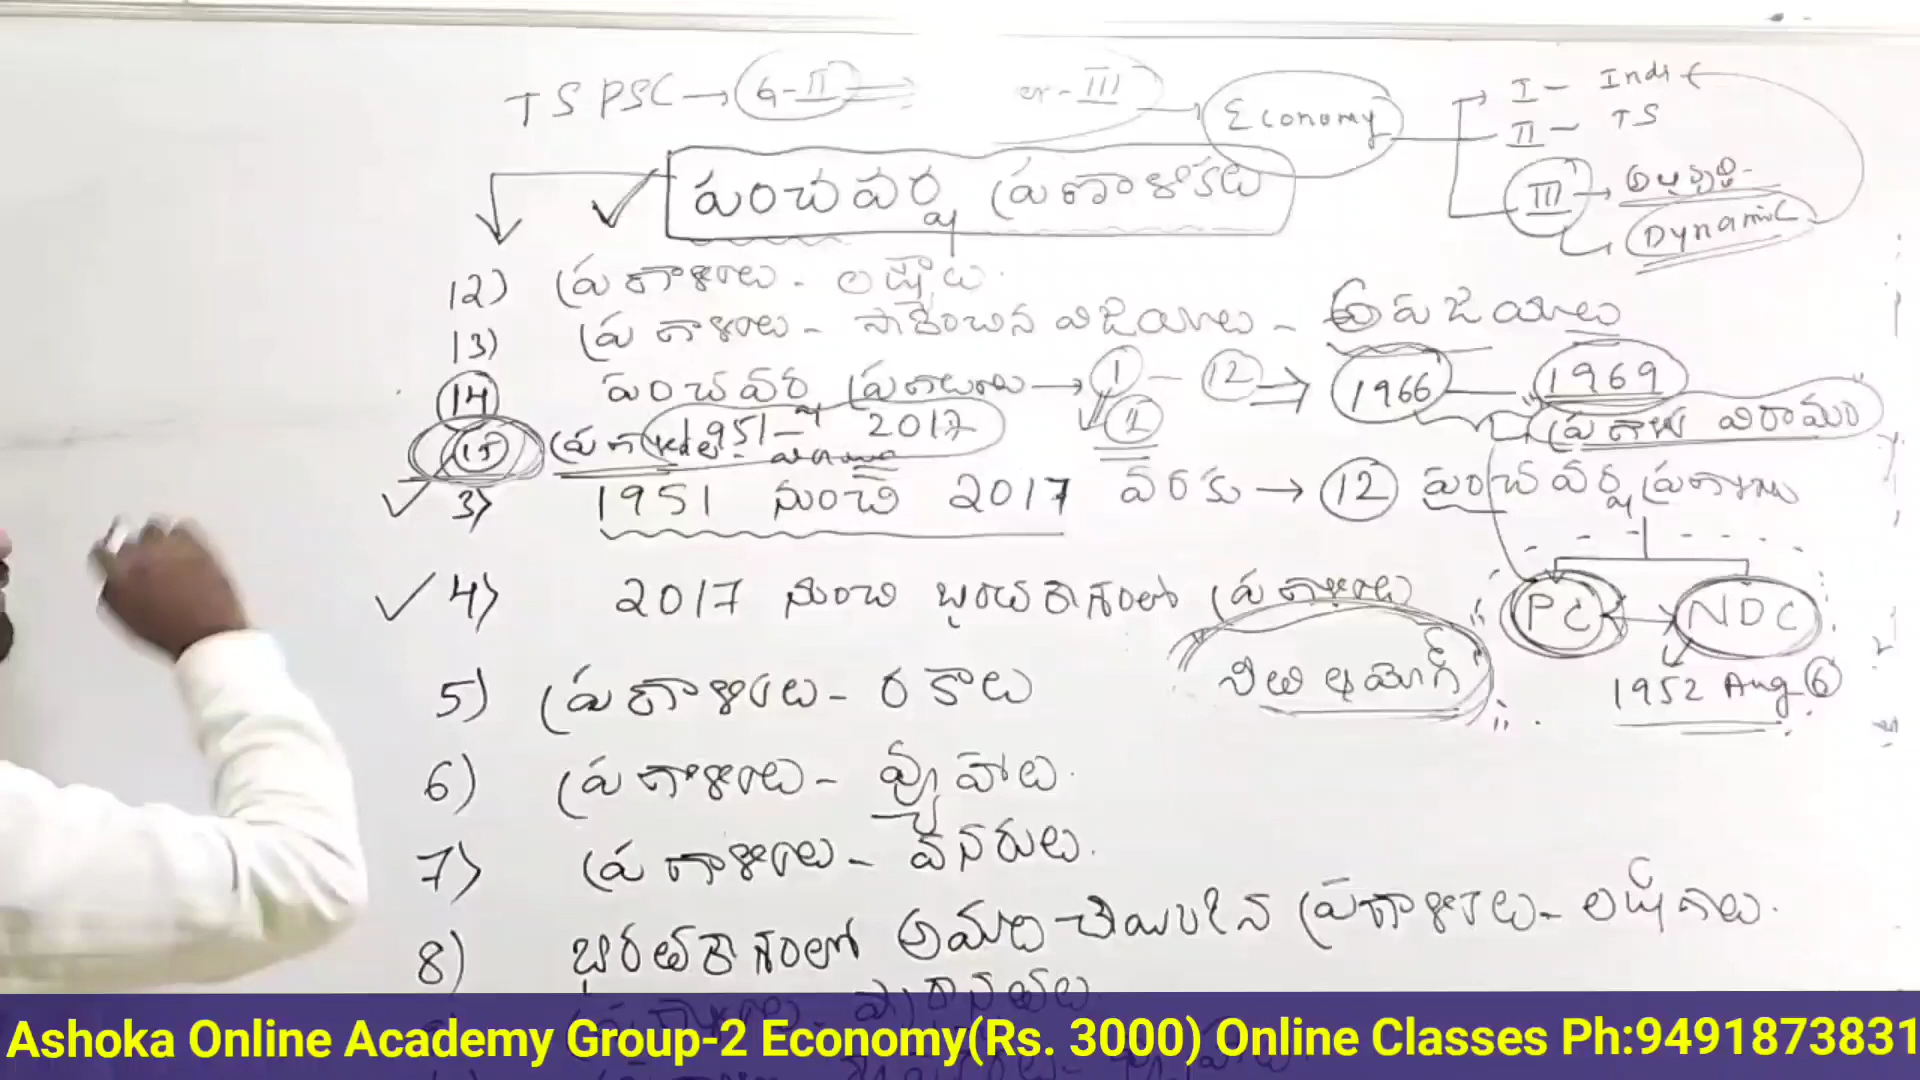 TSPSC → G-II → III → Economy
I - Indi
II - TS
III → అభివృద్ధి
Dynamic
పంచవర్ష ప్రణాళికలు
12) ప్రణాళికలు - లక్ష్యాలు.
13) ప్రణాళికలు - సాధించిన విజయాలు - అపజయాలు
14 పంచవర్ష ప్రణాళికలు → 1 - 12 ⇒ 1966 - 1969
1951 - 2017
II
ప్రణాళిక విరామం
15
3) 1951 నుంచి 2017 వరకు → 12 పంచవర్ష ప్రణాళికలు
4) 2017 నుంచి భారతదేశంలో ప్రణాళికలు
PC NDC
నీతి ఆయోగ్
1952 Aug 6
5) ప్రణాళికలు - రకాలు
6) ప్రణాళికలు - వ్యూహాలు.
7) ప్రణాళికలు - వనరులు.
8) భారతదేశంలో అమలు చేయబడిన ప్రణాళికలు - లక్షణాలు.
Ashoka Online Academy Group-2 Economy(Rs. 3000) Online Classes Ph:9491873831